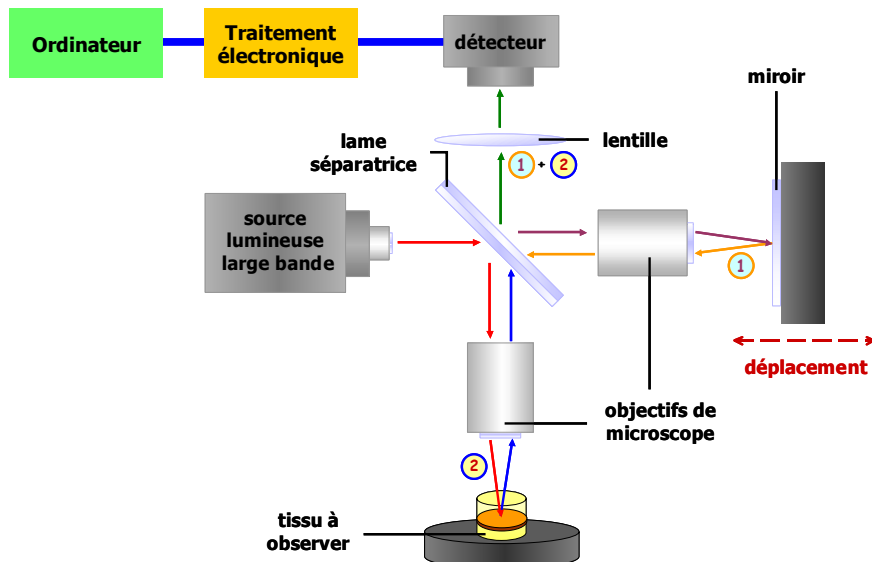 Ordinateur
Traitement
électronique
détecteur
miroir
lame
séparatrice
lentille
1 + 2
source
lumineuse
large bande
1
déplacement
objectifs de
microscope
2
tissu à
observer